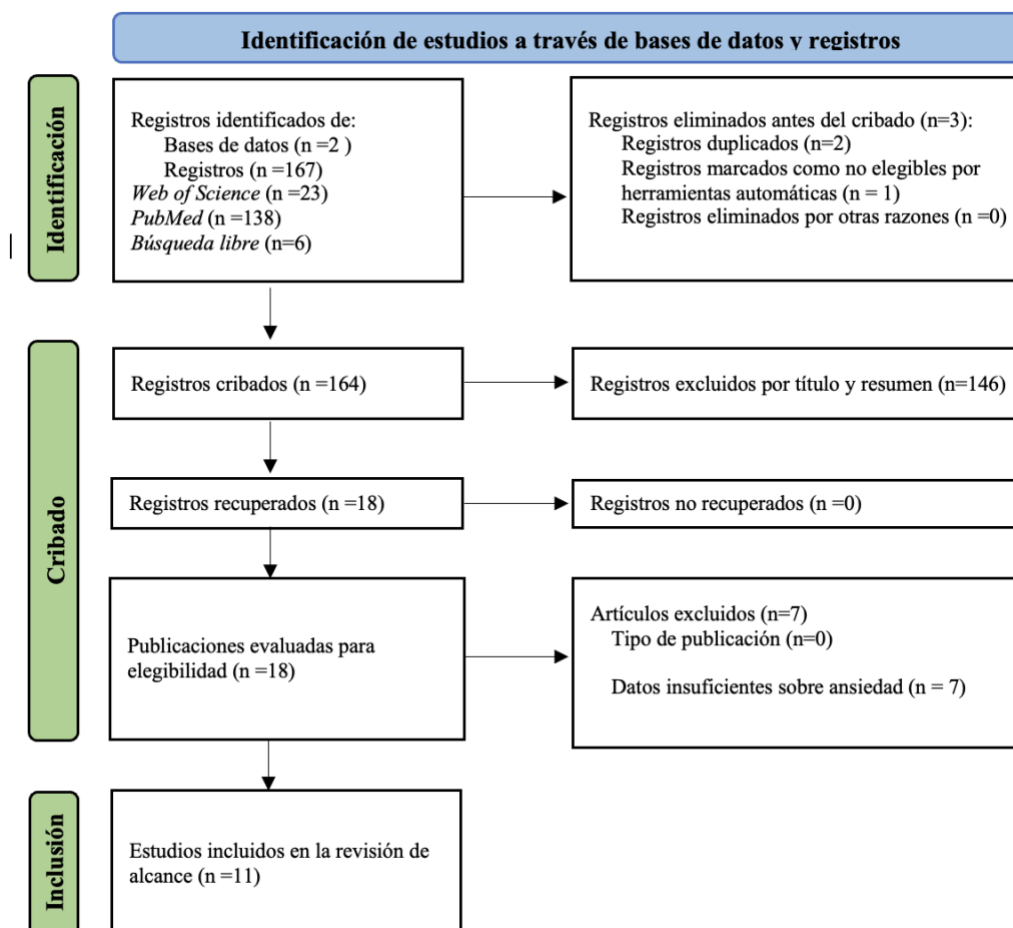 Identificación de estudios a través de bases de datos y registros
Identificación
Registros identificados de:
Bases de datos (n =2 )
Registros (n =167)
Web of Science (n =23)
PubMed (n =138)
Búsqueda libre (n=6)
Registros eliminados antes del cribado (n=3):
Registros duplicados (n=2)
Registros marcados como no elegibles por
herramientas automáticas (n = 1)
Registros eliminados por otras razones (n =0)
Cribado
Registros cribados (n =164)
Registros excluidos por título y resumen (n=146)
Registros recuperados (n =18)
Registros no recuperados (n =0)
Publicaciones evaluadas para
elegibilidad (n =18)
Artículos excluidos (n=7)
Tipo de publicación (n=0)
Datos insuficientes sobre ansiedad (n = 7)
Inclusión
Estudios incluidos en la revisión de
alcance (n =11)